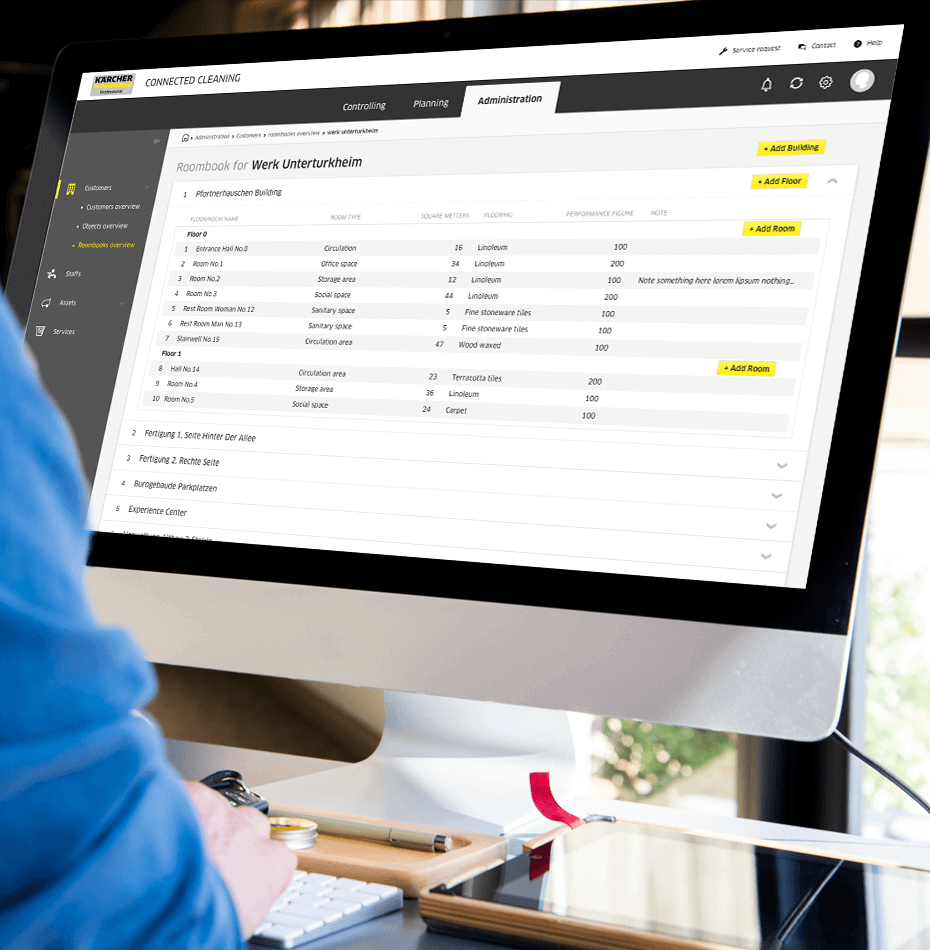 Service request Contact Help
KÄRCHER CONNECTED CLEANING
Professional
Controlling Planning Administration
Administration > Customers > roombooks overview > werk unterturkheim
+ Add Building
Roombook for Werk Unterturkheim
+ Add Floor
1 Pfortnerhauschen Building
Customers
Customers overview
Objects overview
Roombooks overview
Staffs
Assets
Services
FLOOR/ROOM NAME ROOM TYPE SQUARE METTERS FLOORING PERFORMANCE FIGURE NOTE
Floor 0 + Add Room
1 Entrance Hall No.0 Circulation 16 Linoleum 100
2 Room No.1 Office space 34 Linoleum 200
3 Room No.2 Storage area 12 Linoleum 100 Note something here lorem lipsum nothing...
4 Room No.3 Social space 44 Linoleum 200
5 Rest Room Woman No.12 Sanitary space 5 Fine stoneware tiles 100
6 Rest Room Man No.13 Sanitary space 5 Fine stoneware tiles 100
7 Stairwell No.15 Circulation area 47 Wood waxed 100
Floor 1 + Add Room
8 Hall No.14 Circulation area 23 Terracotta tiles 200
9 Room No.4 Storage area 36 Linoleum 100
10 Room No.5 Social space 24 Carpet 100
2 Fertigung 1, Seite Hinter Der Allee
3 Fertigung 2, Rechte Seite
4 Burogebaude Parkplatzen
5 Experience Center